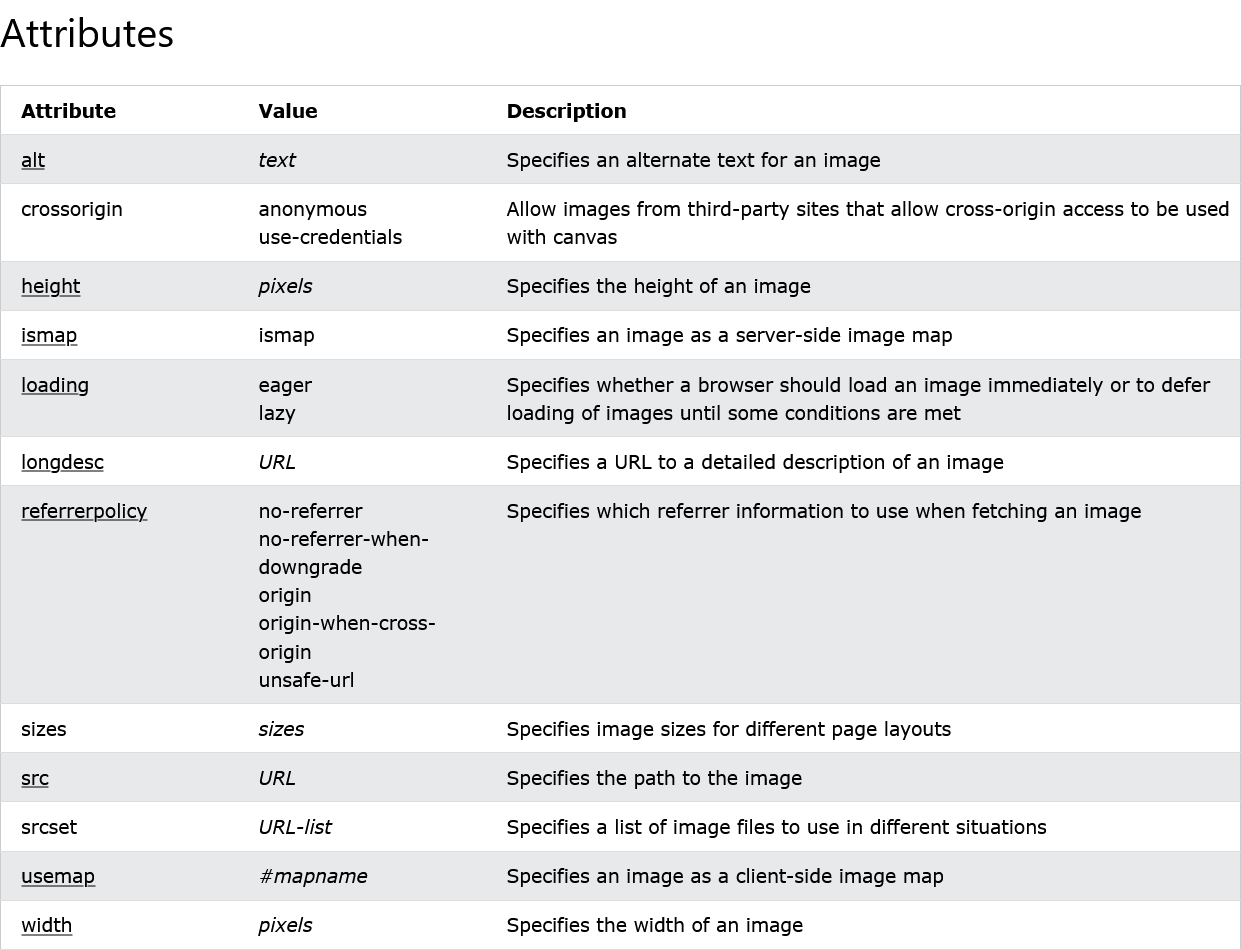 Attributes
Attribute Value Description
alt text Specifies an alternate text for an image
crossorigin anonymous Allow images from third-party sites that allow cross-origin access to be used
use-credentials with canvas
height pixels Specifies the height of an image
ismap ismap Specifies an image as a server-side image map
loading eager Specifies whether a browser should load an image immediately or to defer
lazy loading of images until some conditions are met
longdesc URL Specifies a URL to a detailed description of an image
referrerpolicy no-referrer Specifies which referrer information to use when fetching an image
no-referrer-when-
downgrade
origin
origin-when-cross-
origin
unsafe-url
sizes sizes Specifies image sizes for different page layouts
src URL Specifies the path to the image
srcset URL-list Specifies a list of image files to use in different situations
usemap #mapname Specifies an image as a client-side image map
width pixels Specifies the width of an image